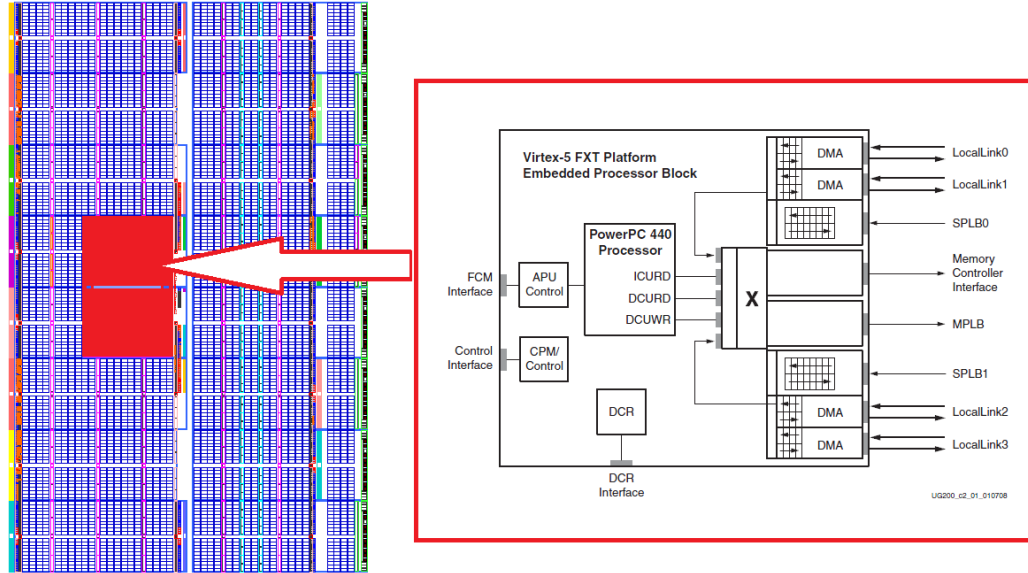 Virtex-5 FXT Platform
Embedded Processor Block
DMA
LocalLink0
DMA
LocalLink1
SPLB0
PowerPC 440
Processor
FCM
Interface
APU
Control
ICURD
DCURD
DCUWR
X
Memory
Controller
Interface
MPLB
Control
Interface
CPM/
Control
SPLB1
DCR
DMA
LocalLink2
DMA
LocalLink3
DCR
Interface
UG200_c2_01_010708